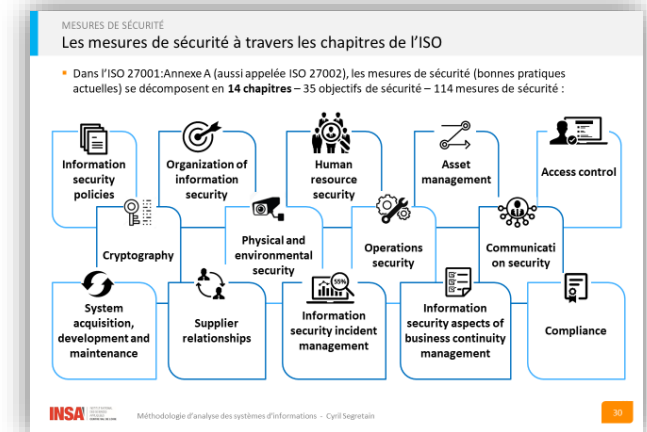 MESURES DE SÉCURITÉ
Les mesures de sécurité à travers les chapitres de l'ISO
Dans l'ISO 27001:Annexe A (aussi appelée ISO 27002), les mesures de sécurité (bonnes pratiques
actuelles) se décomposent en 14 chapitres – 35 objectifs de sécurité – 114 mesures de sécurité :
Information
security
policies
Organization of
information
security
Human
resource
security
Asset
management
Access control
Cryptography
Physical and
environmental
security
Operations
security
Communicati
on security
System
acquisition,
development and
maintenance
Supplier
relationships
55%
Information
security incident
management
Information
security aspects of
business continuity
management
Compliance
INSA
Méthodologie d'analyse des systèmes d'informations - Cyril Segretain
30